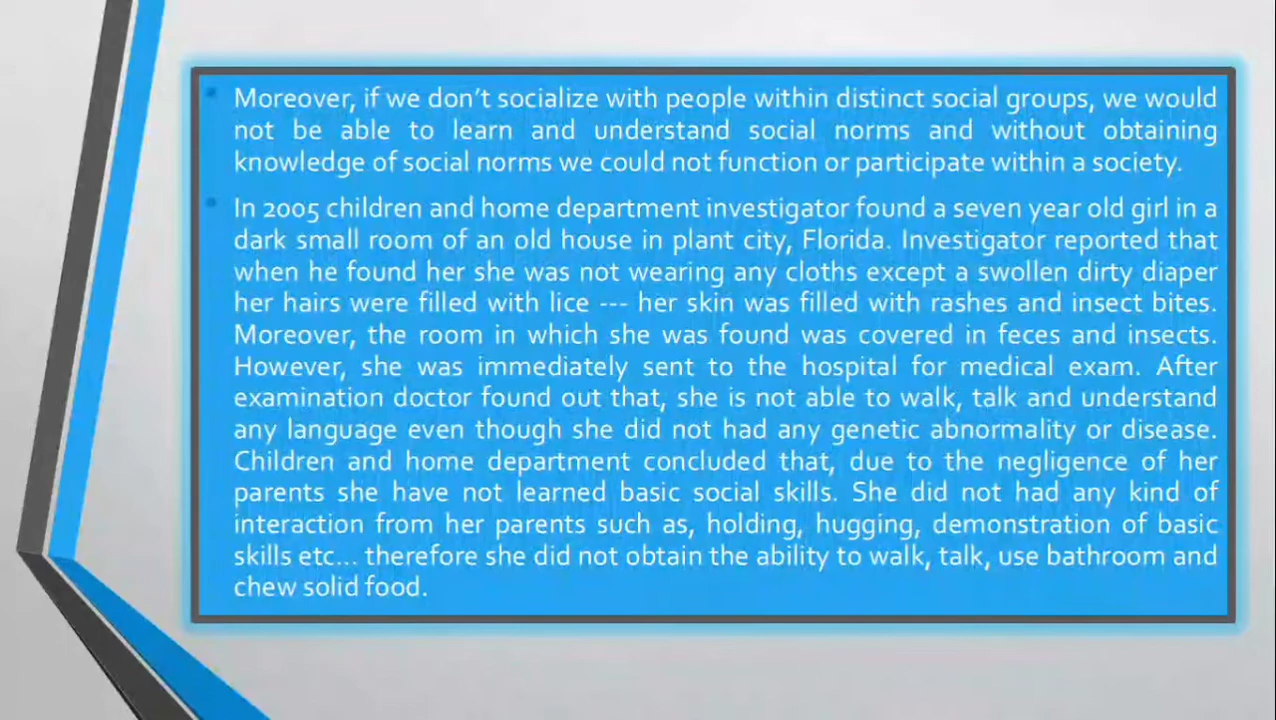 • Moreover, if we don't socialize with people within distinct social groups, we would
not be able to learn and understand social norms and without obtaining
knowledge of social norms we could not function or participate within a society.
• In 2005 children and home department investigator found a seven year old girl in a
dark small room of an old house in plant city, Florida. Investigator reported that
when he found her she was not wearing any cloths except a swollen dirty diaper
her hairs were filled with lice --- her skin was filled with rashes and insect bites.
Moreover, the room in which she was found was covered in feces and insects.
However, she was immediately sent to the hospital for medical exam. After
examination doctor found out that, she is not able to walk, talk and understand
any language even though she did not had any genetic abnormality or disease.
Children and home department concluded that, due to the negligence of her
parents she have not learned basic social skills. She did not had any kind of
interaction from her parents such as, holding, hugging, demonstration of basic
skills etc... therefore she did not obtain the ability to walk, talk, use bathroom and
chew solid food.